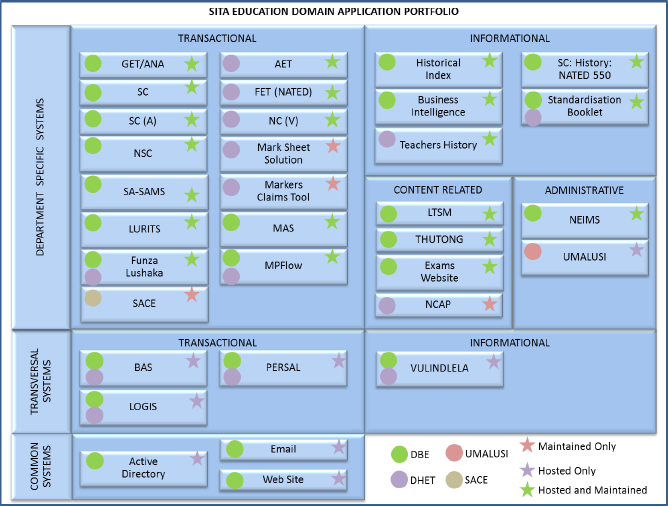 SITA EDUCATION DOMAIN APPLICATION PORTFOLIO
DEPARTMENT SPECIFIC SYSTEMS
TRANSACTIONAL
GET/ANA
SC
SC (A)
NSC
SA-SAMS
LURITS
Funza
Lushaka
SACE
AET
FET (NATED)
NC (V)
Mark Sheet
Solution
Markers
Claims Tool
MAS
MPFlow
INFORMATIONAL
Historical
Index
Business
Intelligence
Teachers History
SC: History:
NATED 550
Standardisation
Booklet
CONTENT RELATED
LTSM
THUTONG
Exams
Website
NCAP
ADMINISTRATIVE
NEIMS
UMALUSI
TRANSVERSAL
SYSTEMS
TRANSACTIONAL
BAS
LOGIS
PERSAL
INFORMATIONAL
VULINDLELA
COMMON
SYSTEMS
Active
Directory
Email
Web Site
DBE
UMALUSI
DHET
SACE
Maintained Only
Hosted Only
Hosted and Maintained